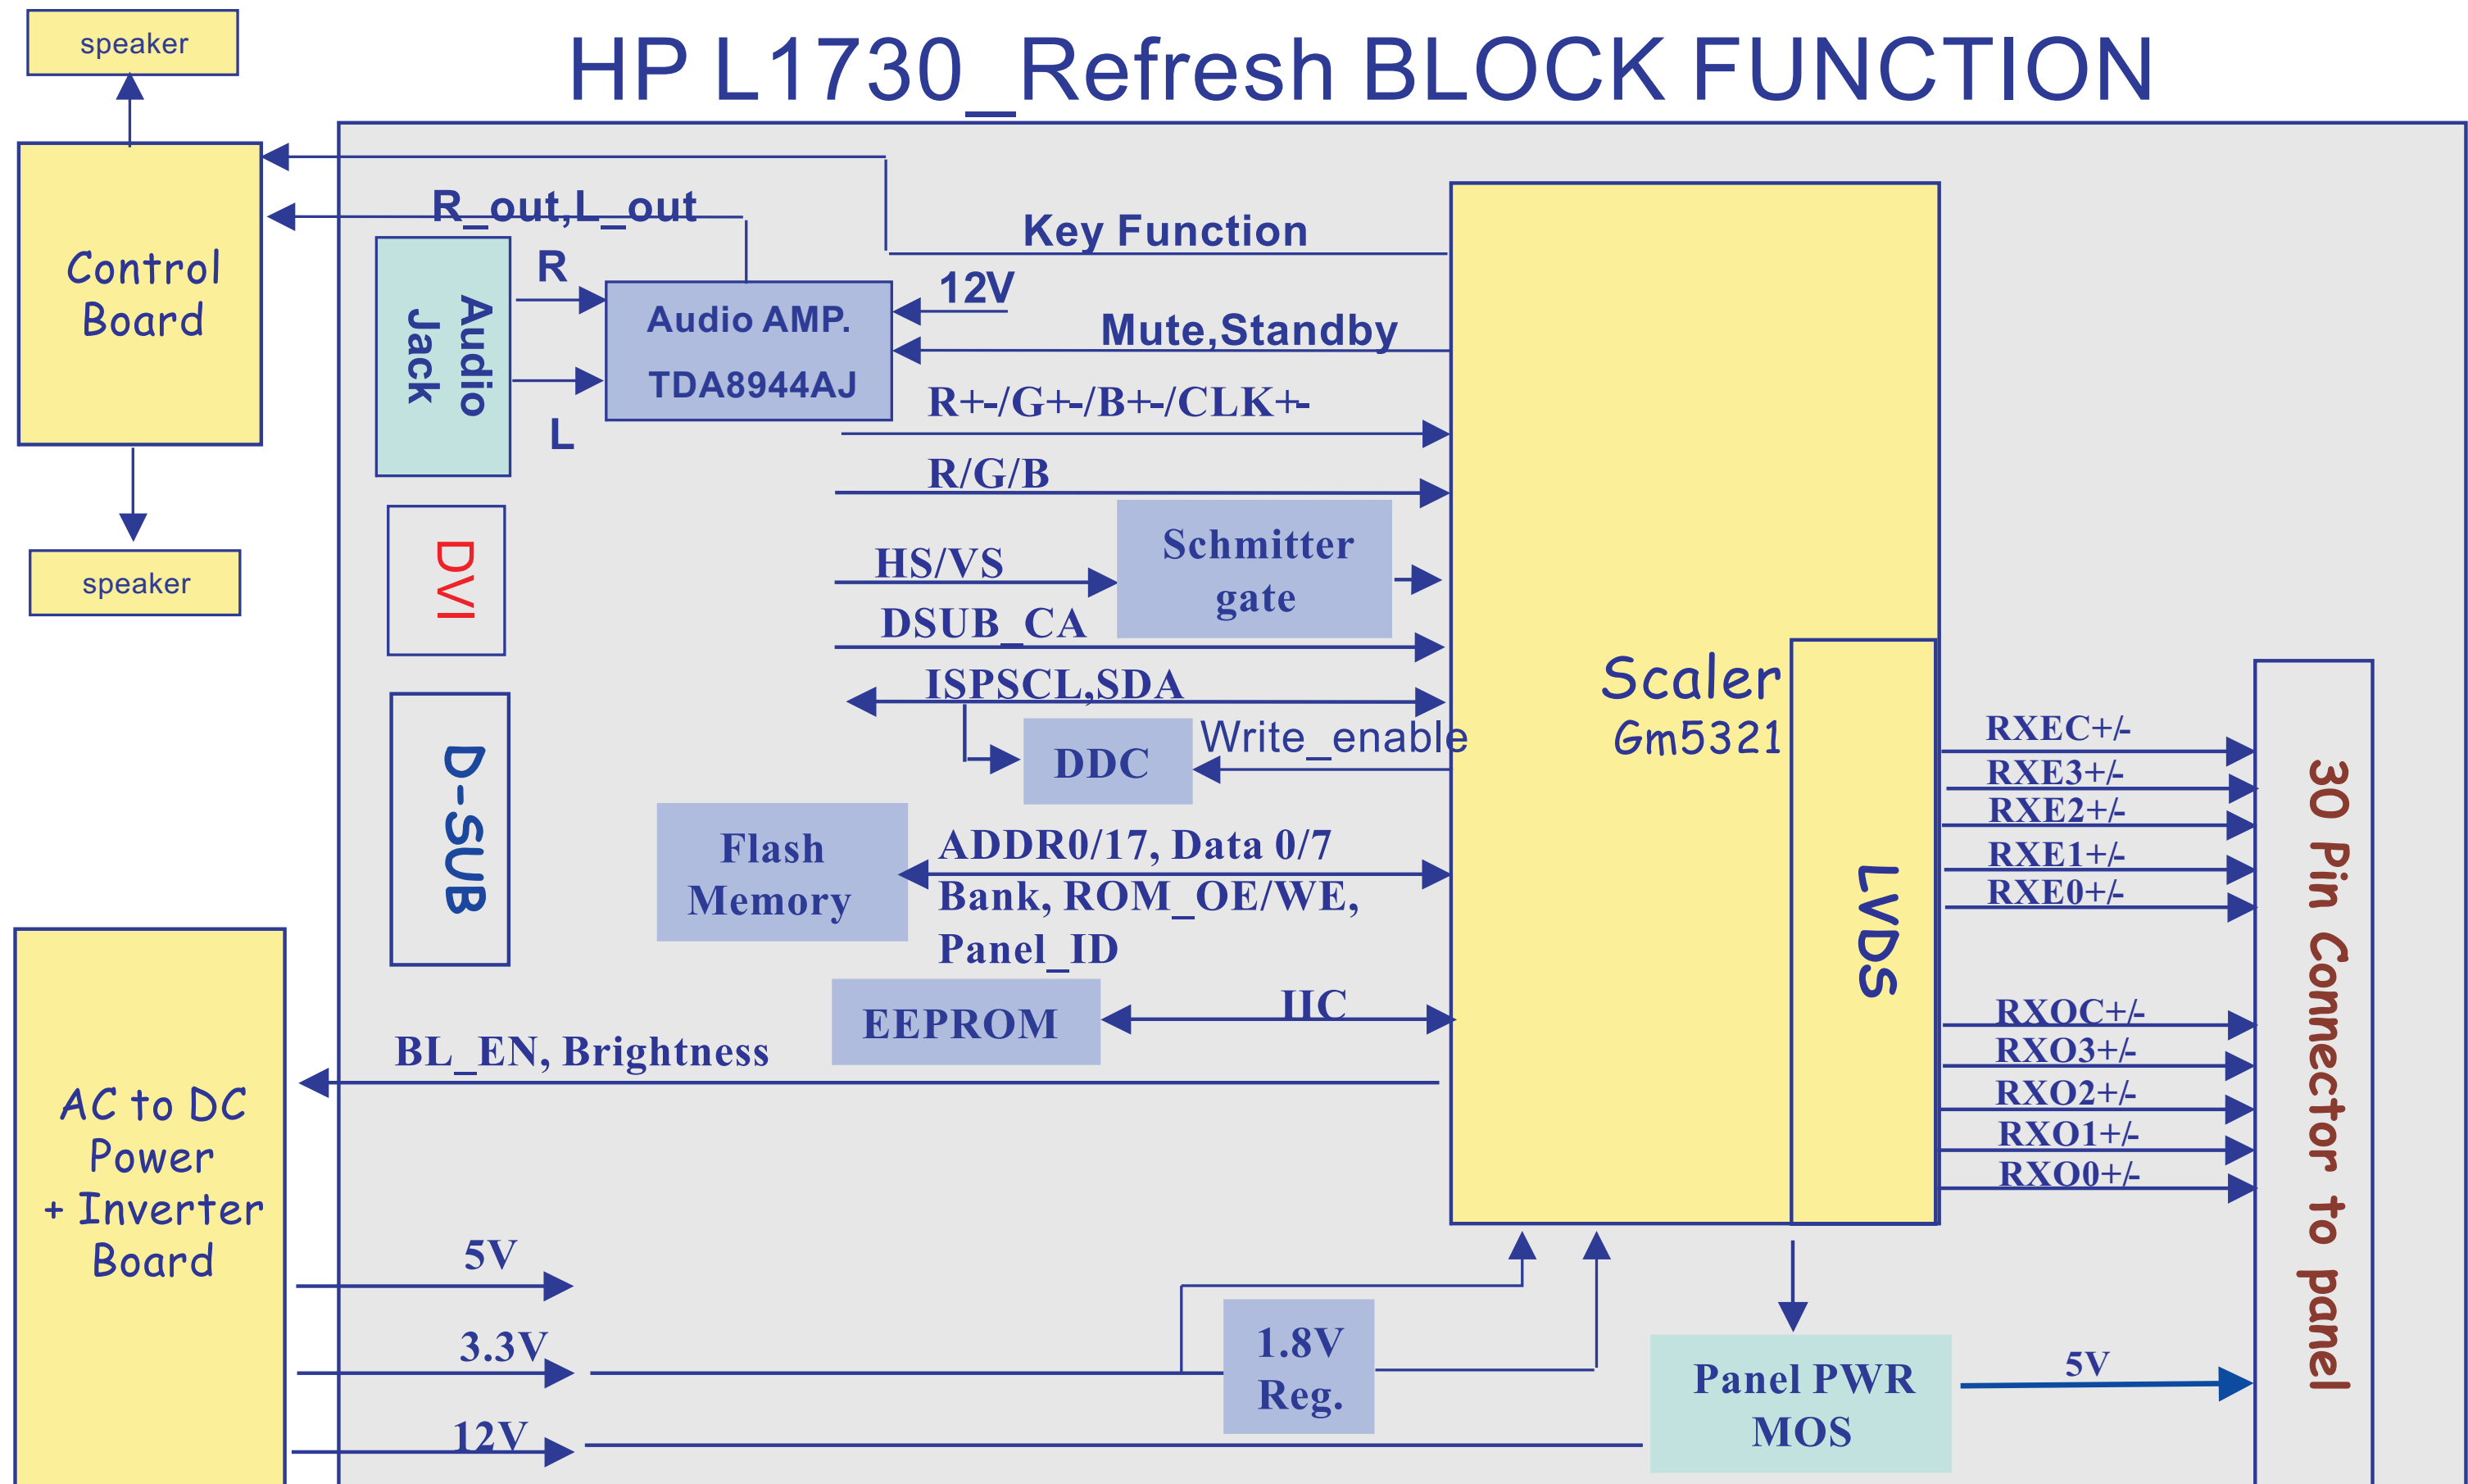 HP L1730_Refresh BLOCK FUNCTION
speaker
Control
Board
speaker
R_out,L_out
Key Function
R
L
Audio
Jack
Audio AMP.
TDA8944AJ
12V
Mute,Standby
R+-/G+-/B+-/CLK+-
R/G/B
DVI
HS/VS
Schmitter
gate
DSUB_CA
ISPSCL,SDA
DDC
Write_enable
D-SUB
Flash
Memory
ADDR0/17, Data 0/7
Bank, ROM_OE/WE,
Panel_ID
EEPROM
IIC
BL_EN, Brightness
Scaler
Gm5321
LVDS
RXEC+/-
RXE3+/-
RXE2+/-
RXE1+/-
RXE0+/-
RXOC+/-
RXO3+/-
RXO2+/-
RXO1+/-
RXO0+/-
30 Pin Connector to panel
AC to DC
Power
+ Inverter
Board
5V
3.3V
12V
1.8V
Reg.
Panel PWR
MOS
5V